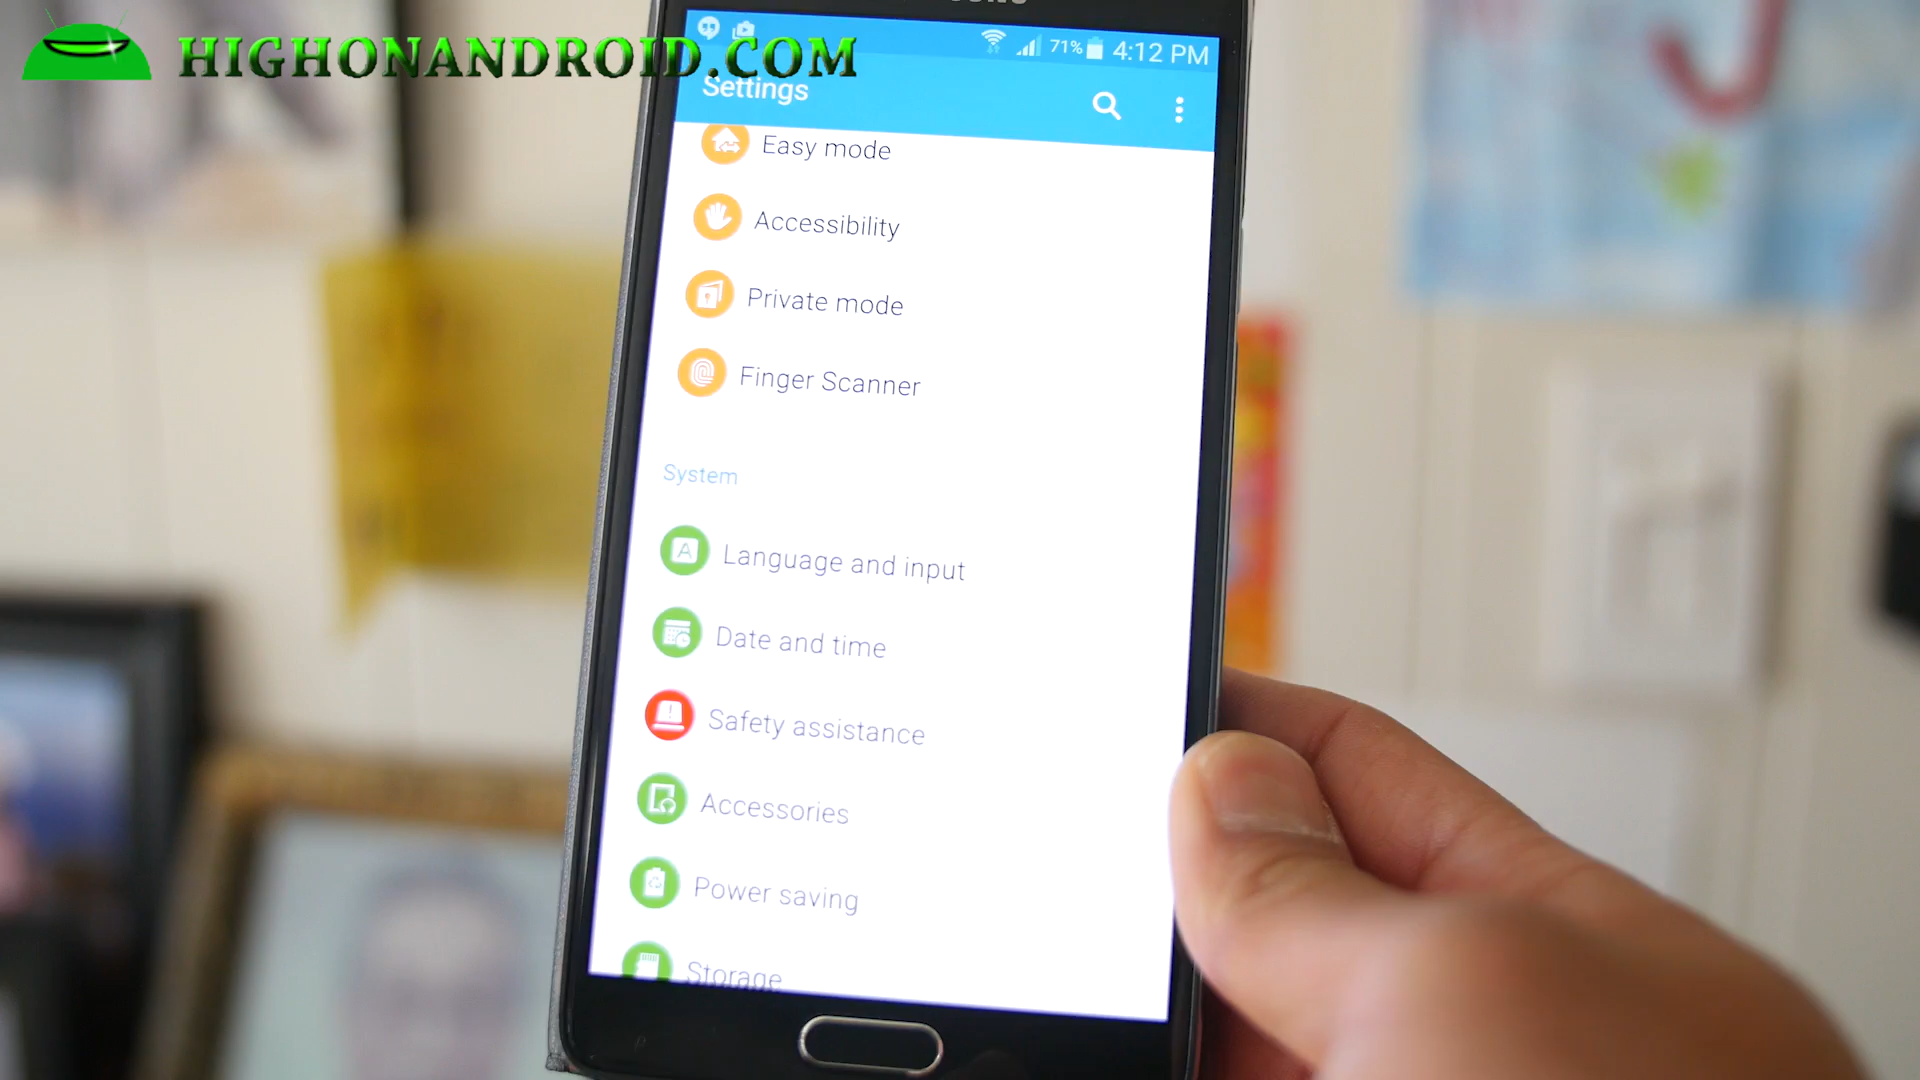 HIGHONANDROID.COM
71% 4:12 PM
Settings
Easy mode
Accessibility
Private mode
Finger Scanner
System
Language and input
Date and time
Safety assistance
Accessories
Power saving
Storage